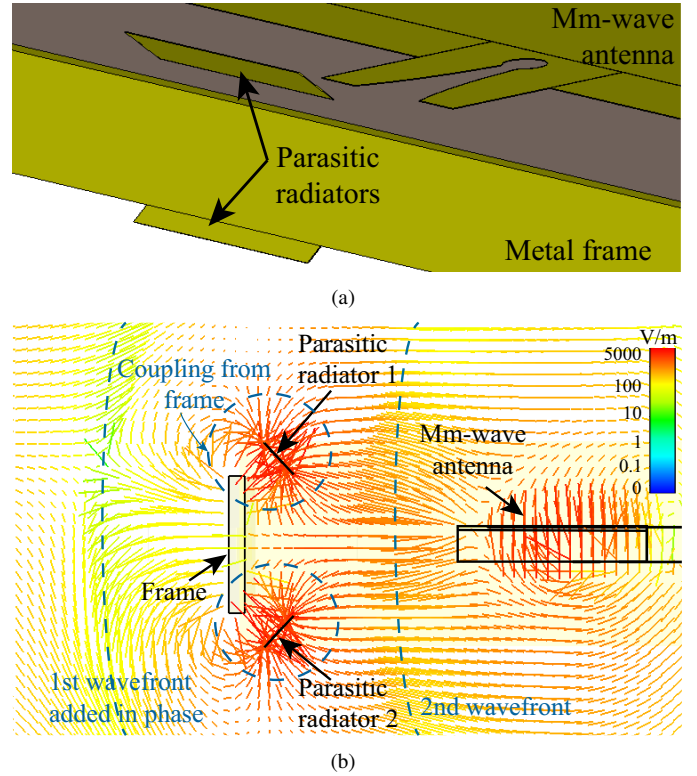 Mm-wave
antenna
Parasitic
radiators
Metal frame
(a)
Parasitic
radiator 1
Coupling from
frame
V/m
5000
100
10
1
0.1
0
Mm-wave
antenna
Frame
1st wavefront
added in phase
Parasitic
radiator 2
2nd wavefront
(b)